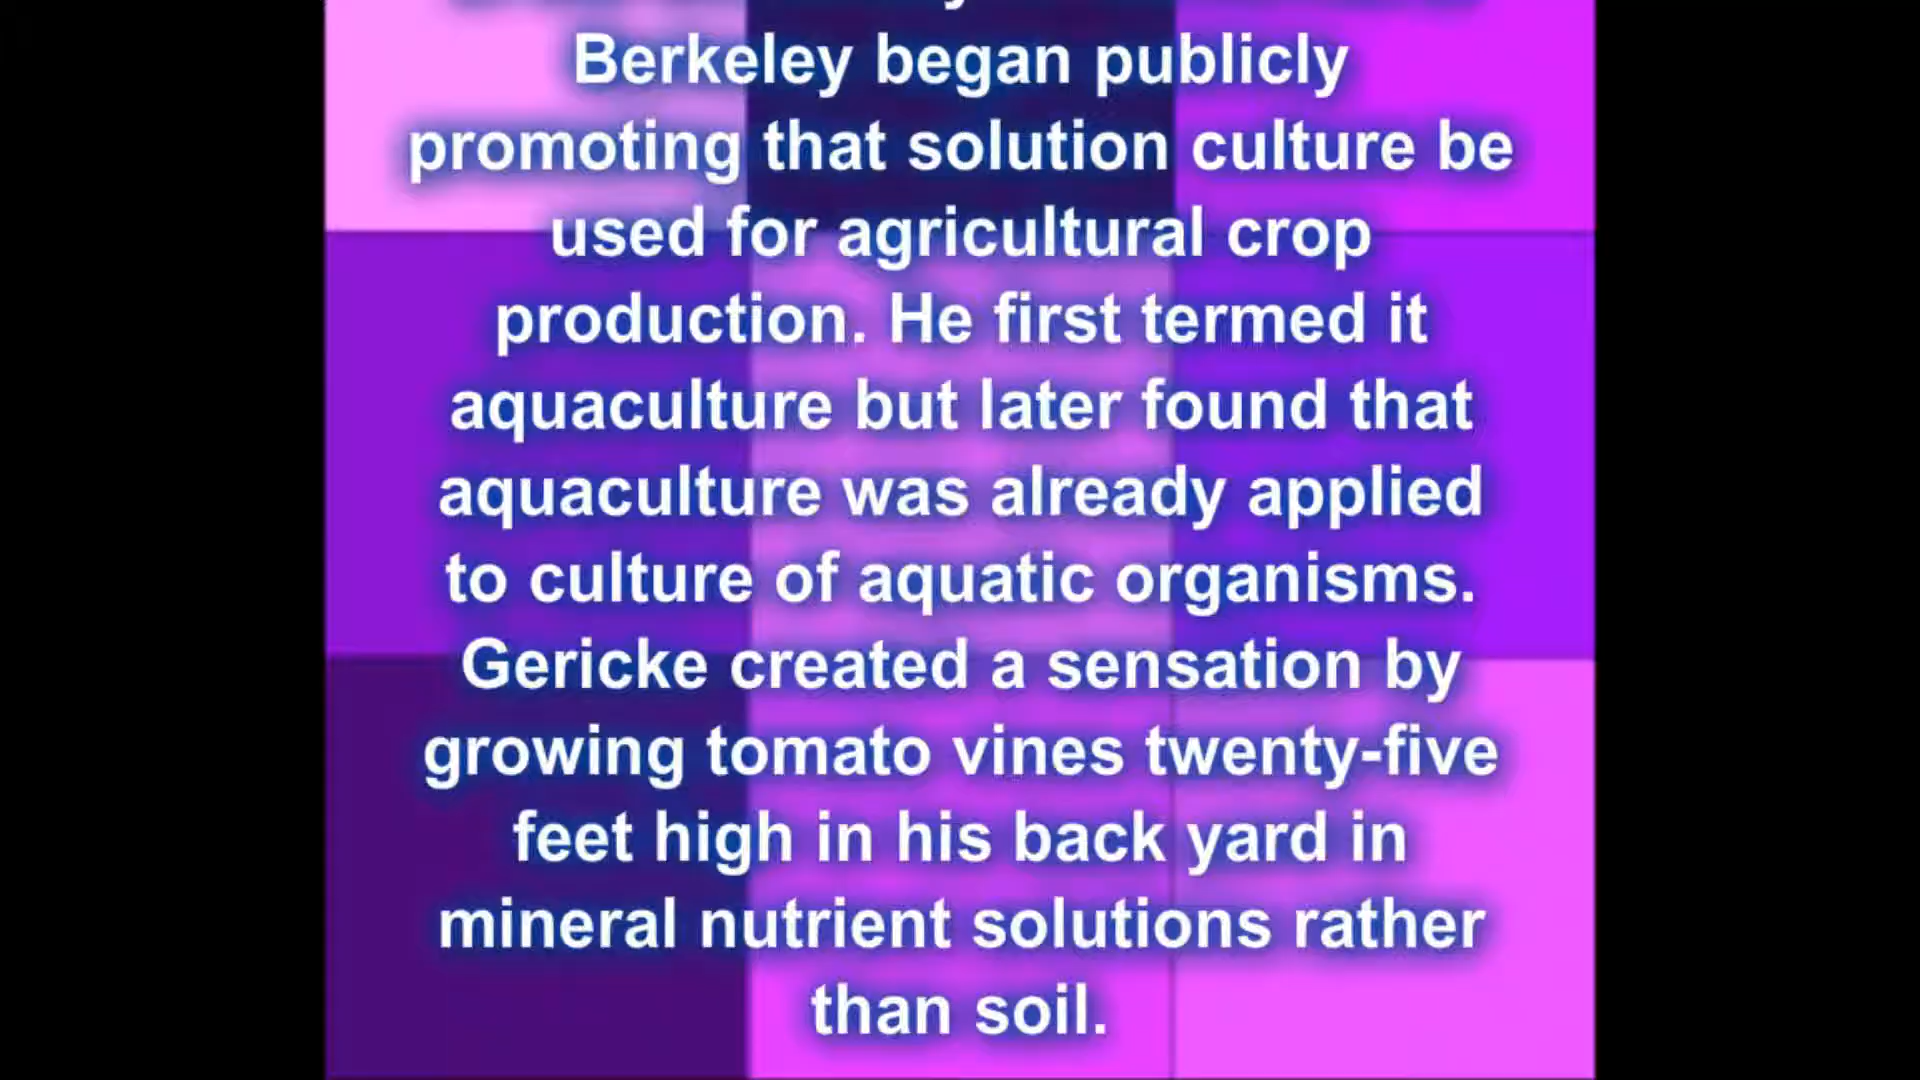 Berkeley began publicly
promoting that solution culture be
used for agricultural crop
production. He first termed it
aquaculture but later found that
aquaculture was already applied
to culture of aquatic organisms.
Gericke created a sensation by
growing tomato vines twenty-five
feet high in his back yard in
mineral nutrient solutions rather
than soil.